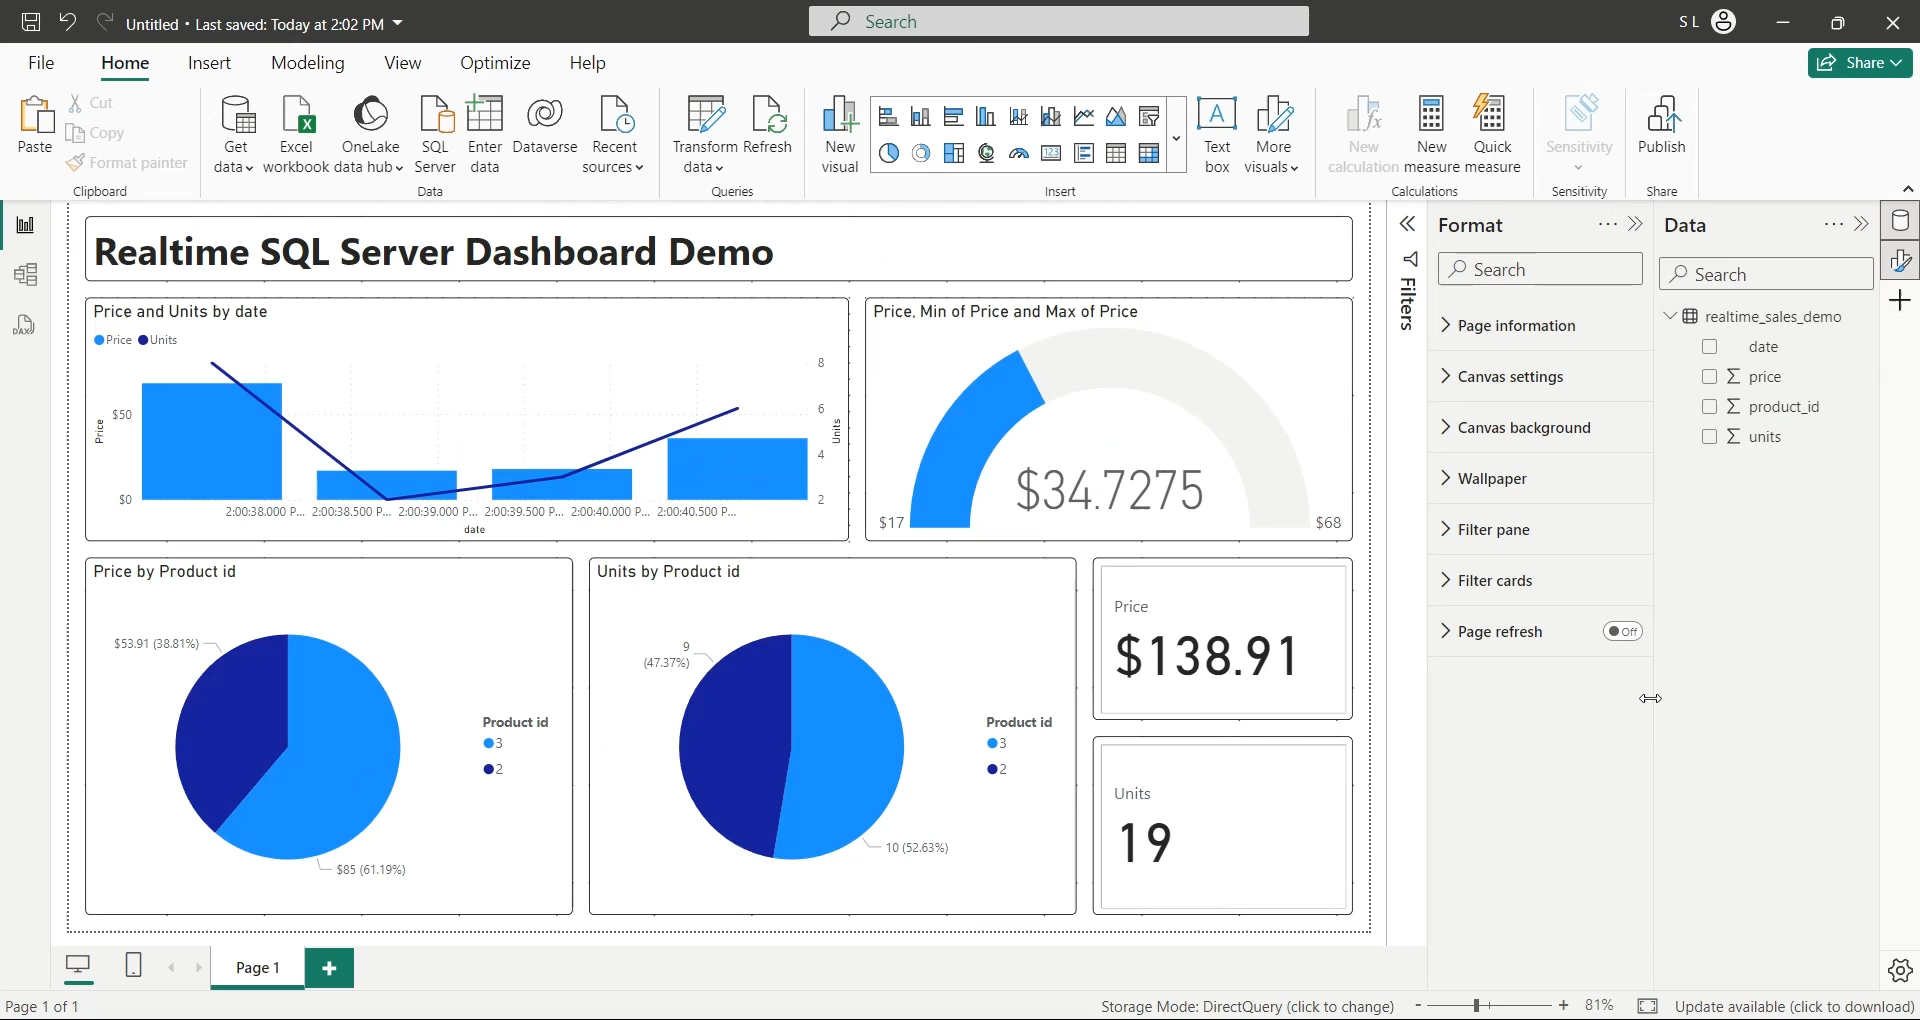 Untitled • Last saved: Today at 2:02 PM
Search
S L
File
Home
Insert
Modeling
View
Optimize
Help
Share
Paste
Cut
Copy
Format painter
Clipboard
Get data
Excel workbook
OneLake data hub
SQL Server
Enter data
Dataverse
Recent sources
Data
Transform data
Refresh
Queries
New visual
Text box
More visuals
Insert
New calculation
New measure
Quick measure
Calculations
Sensitivity
Sensitivity
Publish
Share
Realtime SQL Server Dashboard Demo
Price and Units by date
Price
Units
Price
$50
$0
8
6
4
2
Units
2:00:38.000 P...
2:00:38.500 P...
2:00:39.000 P...
2:00:39.500 P...
2:00:40.000 P...
2:00:40.500 P...
date
Price, Min of Price and Max of Price
$34.7275
$17
$68
Price by Product id
$53.91 (38.81%)
$85 (61.19%)
Product id
3
2
Units by Product id
9
(47.37%)
10 (52.63%)
Product id
3
2
Price
$138.91
Units
19
Filters
Format
Search
Page information
Canvas settings
Canvas background
Wallpaper
Filter pane
Filter cards
Page refresh
Off
Data
Search
realtime_sales_demo
date
price
product_id
units
Page 1
Page 1 of 1
Storage Mode: DirectQuery (click to change)
- + 81%
Update available (click to download)